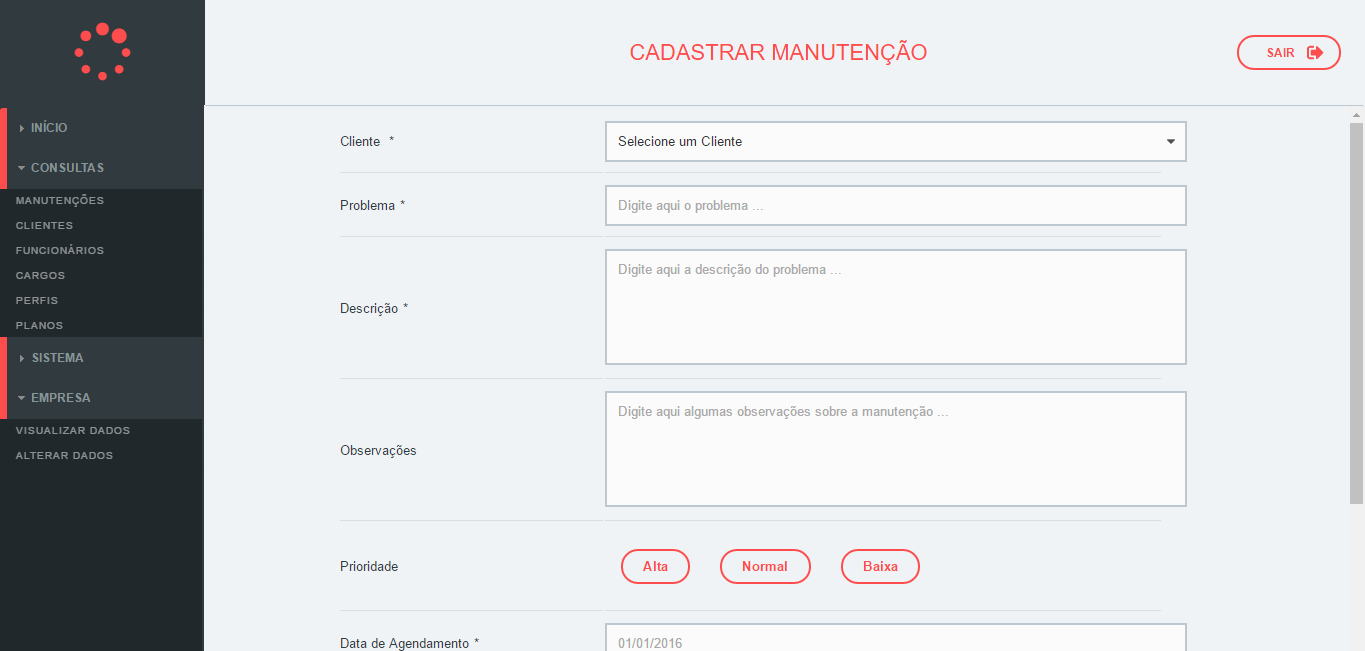 CADASTRAR MANUTENÇÃO
SAIR
INÍCIO
CONSULTAS
MANUTENÇÕES
CLIENTES
FUNCIONÁRIOS
CARGOS
PERFIS
PLANOS
SISTEMA
EMPRESA
VISUALIZAR DADOS
ALTERAR DADOS
Cliente *
Selecione um Cliente
Problema *
Digite aqui o problema ...
Descrição *
Digite aqui a descrição do problema ...
Observações
Digite aqui algumas observações sobre a manutenção ...
Prioridade
Alta Normal Baixa
Data de Agendamento *
01/01/2016